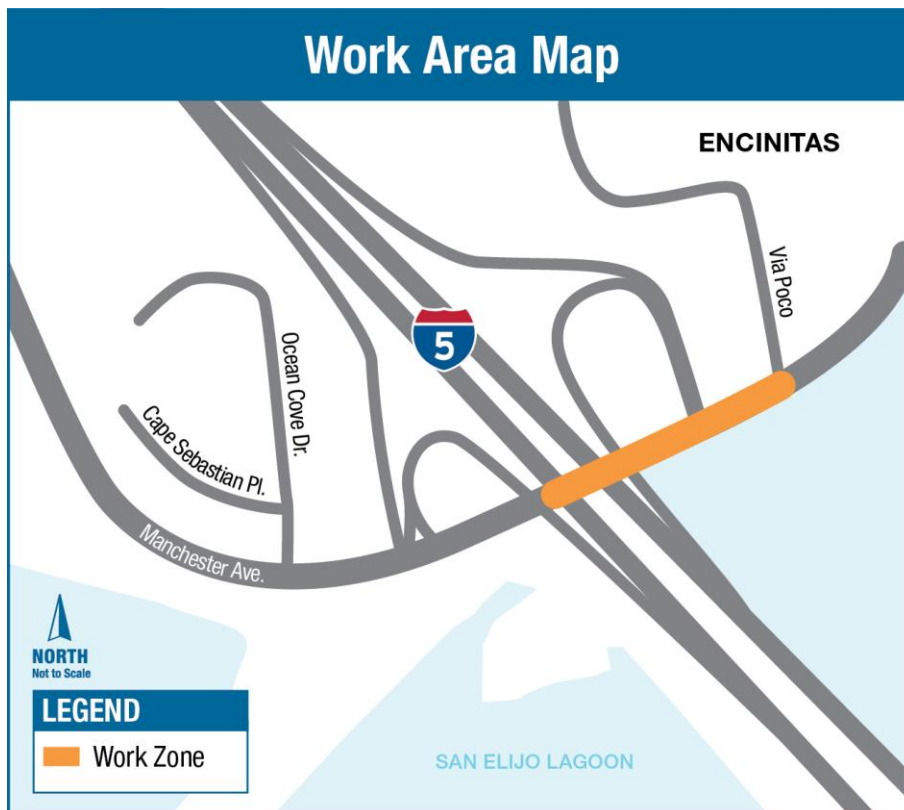 Work Area Map
ENCINITAS
Via Poco
5
Ocean Cove Dr.
Cape Sebastian Pl.
Manchester Ave.
NORTH
Not to Scale
LEGEND
Work Zone
SAN ELIJO LAGOON